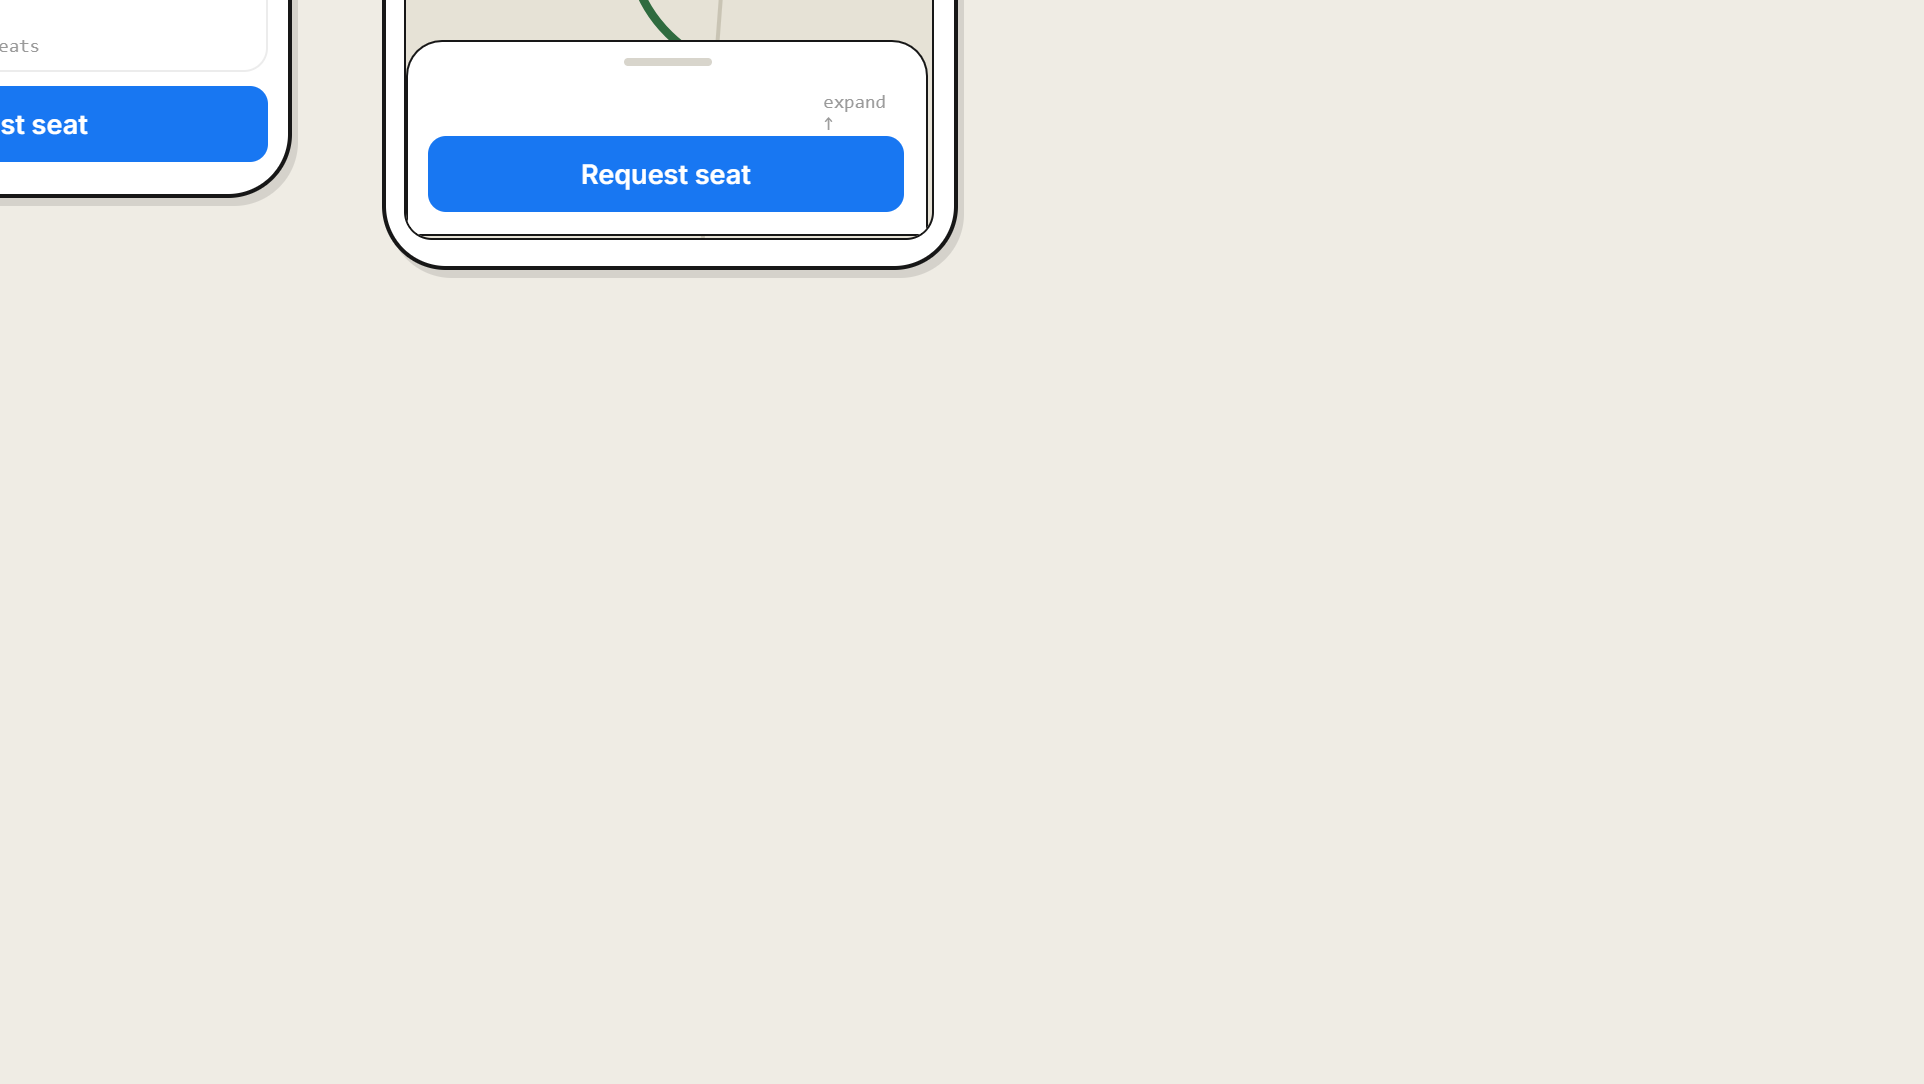 eats
st seat
expand
↑
Request seat